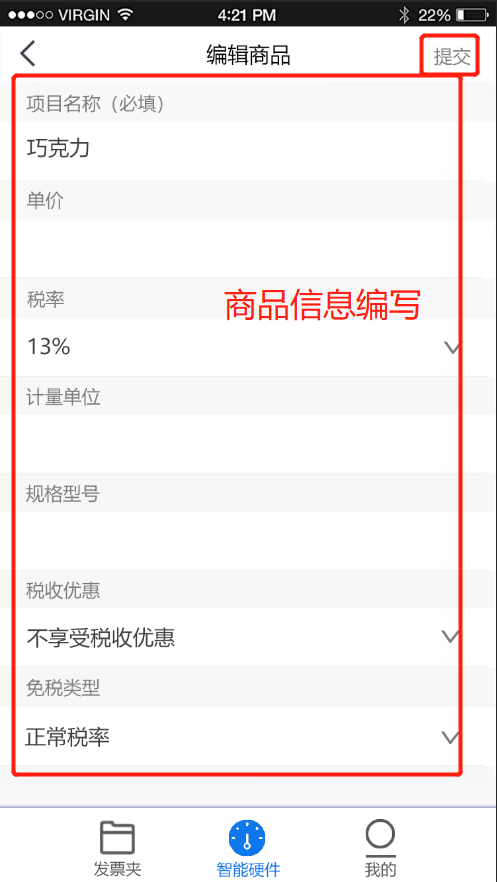 VIRGIN 4:21 PM 22%
编辑商品 提交
项目名称（必填）
巧克力
单价
税率
商品信息编写
13%
计量单位
规格型号
税收优惠
不享受税收优惠
免税类型
正常税率
发票夹 智能硬件 我的